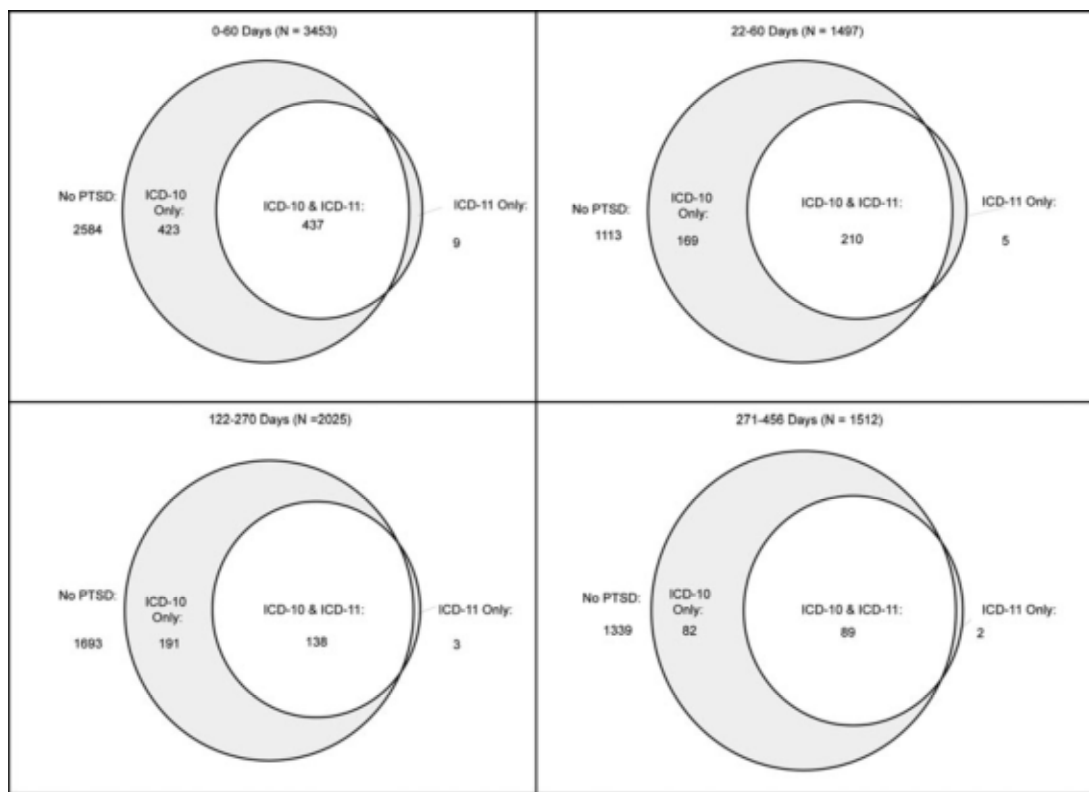 0-60 Days (N = 3453)
No PTSD:
2584
ICD-10
Only:
423
ICD-10 & ICD-11:
437
ICD-11 Only:
9
22-60 Days (N = 1497)
No PTSD:
1113
ICD-10
Only:
169
ICD-10 & ICD-11:
210
ICD-11 Only:
5
122-270 Days (N =2025)
No PTSD:
1693
ICD-10
Only:
191
ICD-10 & ICD-11:
138
ICD-11 Only:
3
271-456 Days (N = 1512)
No PTSD:
1339
ICD-10
Only:
82
ICD-10 & ICD-11:
89
ICD-11 Only:
2